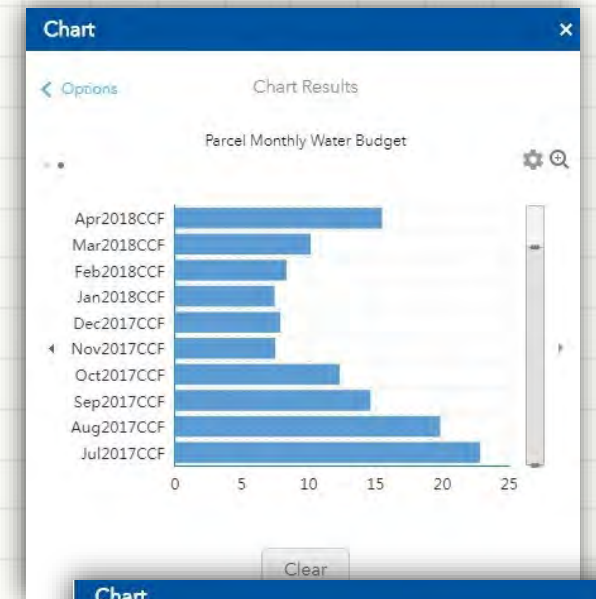 Chart ×
Options Chart Results
Parcel Monthly Water Budget
Apr2018CCF
Mar2018CCF
Feb2018CCF
Jan2018CCF
Dec2017CCF
Nov2017CCF
Oct2017CCF
Sep2017CCF
Aug2017CCF
Jul2017CCF
0 5 10 15 20 25
Clear
Chart